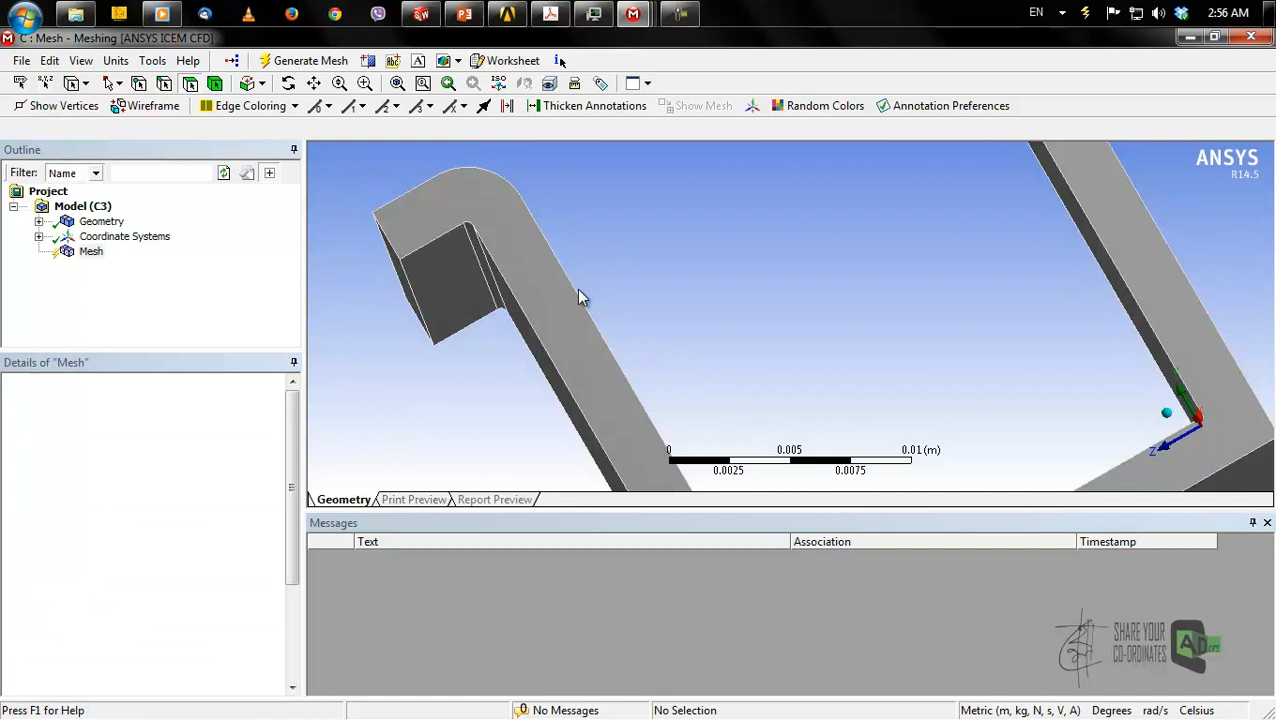 EN
2:56 AM
C : Mesh - Meshing [ANSYS ICEM CFD]
File Edit View Units Tools Help Generate Mesh Worksheet
Show Vertices Wireframe Edge Coloring Thicken Annotations Show Mesh Random Colors Annotation Preferences
Outline
Filter: Name
Project
Model (C3)
Geometry
Coordinate Systems
Mesh
Details of "Mesh"
ANSYS
R14.5
0 0.005 0.01 (m)
0.0025 0.0075
Z
Geometry Print Preview Report Preview
Messages
Text Association Timestamp
SHARE YOUR
CO-ORDINATES
Press F1 for Help
No Messages
No Selection
Metric (m, kg, N, s, V, A) Degrees rad/s Celsius